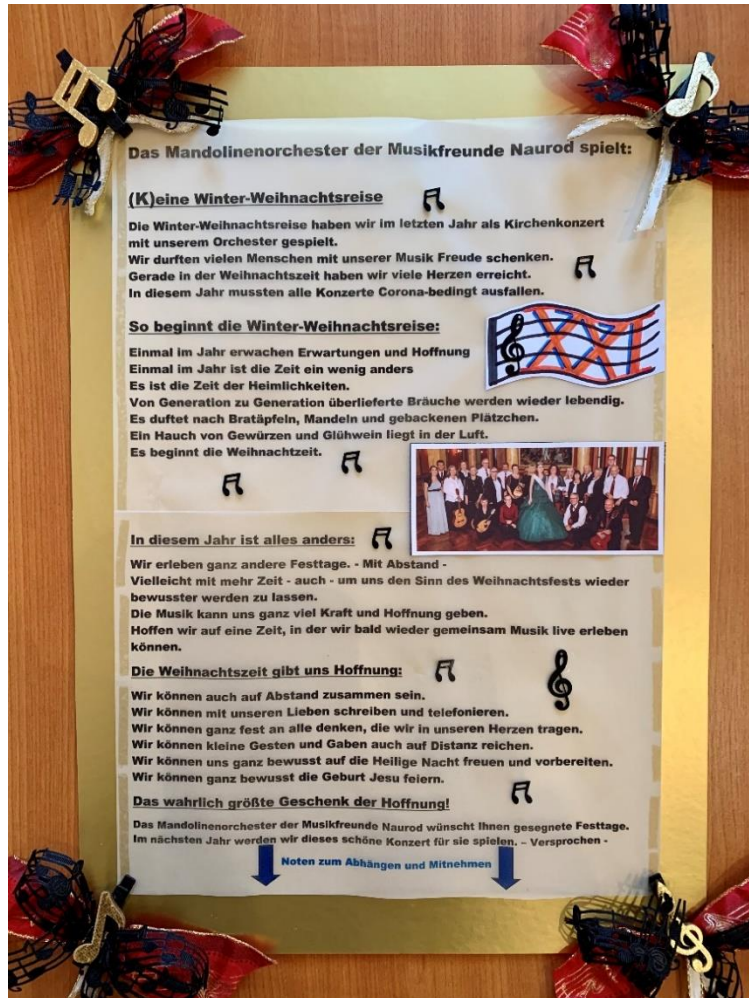 Das Mandolinenorchester der Musikfreunde Naurod spielt:
(K)eine Winter-Weihnachtsreise
Die Winter-Weihnachtsreise haben wir im letzten Jahr als Kirchenkonzert
mit unserem Orchester gespielt.
Wir durften vielen Menschen mit unserer Musik Freude schenken.
Gerade in der Weihnachtszeit haben wir viele Herzen erreicht.
In diesem Jahr mussten alle Konzerte Corona-bedingt ausfallen.
So beginnt die Winter-Weihnachtsreise:
XXI
Einmal im Jahr erwachen Erwartungen und Hoffnung
Einmal im Jahr ist die Zeit ein wenig anders
Es ist die Zeit der Heimlichkeiten.
Von Generation zu Generation überlieferte Bräuche werden wieder lebendig.
Es duftet nach Bratäpfeln, Mandeln und gebackenen Plätzchen.
Ein Hauch von Gewürzen und Glühwein liegt in der Luft.
Es beginnt die Weihnachtzeit.
In diesem Jahr ist alles anders:
Wir erleben ganz andere Festtage. - Mit Abstand -
Vielleicht mit mehr Zeit - auch - um uns den Sinn des Weihnachtsfests wieder
bewusster werden zu lassen.
Die Musik kann uns ganz viel Kraft und Hoffnung geben.
Hoffen wir auf eine Zeit, in der wir bald wieder gemeinsam Musik live erleben
können.
Die Weihnachtszeit gibt uns Hoffnung:
Wir können auch auf Abstand zusammen sein.
Wir können mit unseren Lieben schreiben und telefonieren.
Wir können ganz fest an alle denken, die wir in unseren Herzen tragen.
Wir können kleine Gesten und Gaben auch auf Distanz reichen.
Wir können uns ganz bewusst auf die Heilige Nacht freuen und vorbereiten.
Wir können ganz bewusst die Geburt Jesu feiern.
Das wahrlich größte Geschenk der Hoffnung!
Das Mandolinenorchester der Musikfreunde Naurod wünscht Ihnen gesegnete Festtage.
Im nächsten Jahr werden wir dieses schöne Konzert für sie spielen. – Versprochen -
Noten zum Abhängen und Mitnehmen